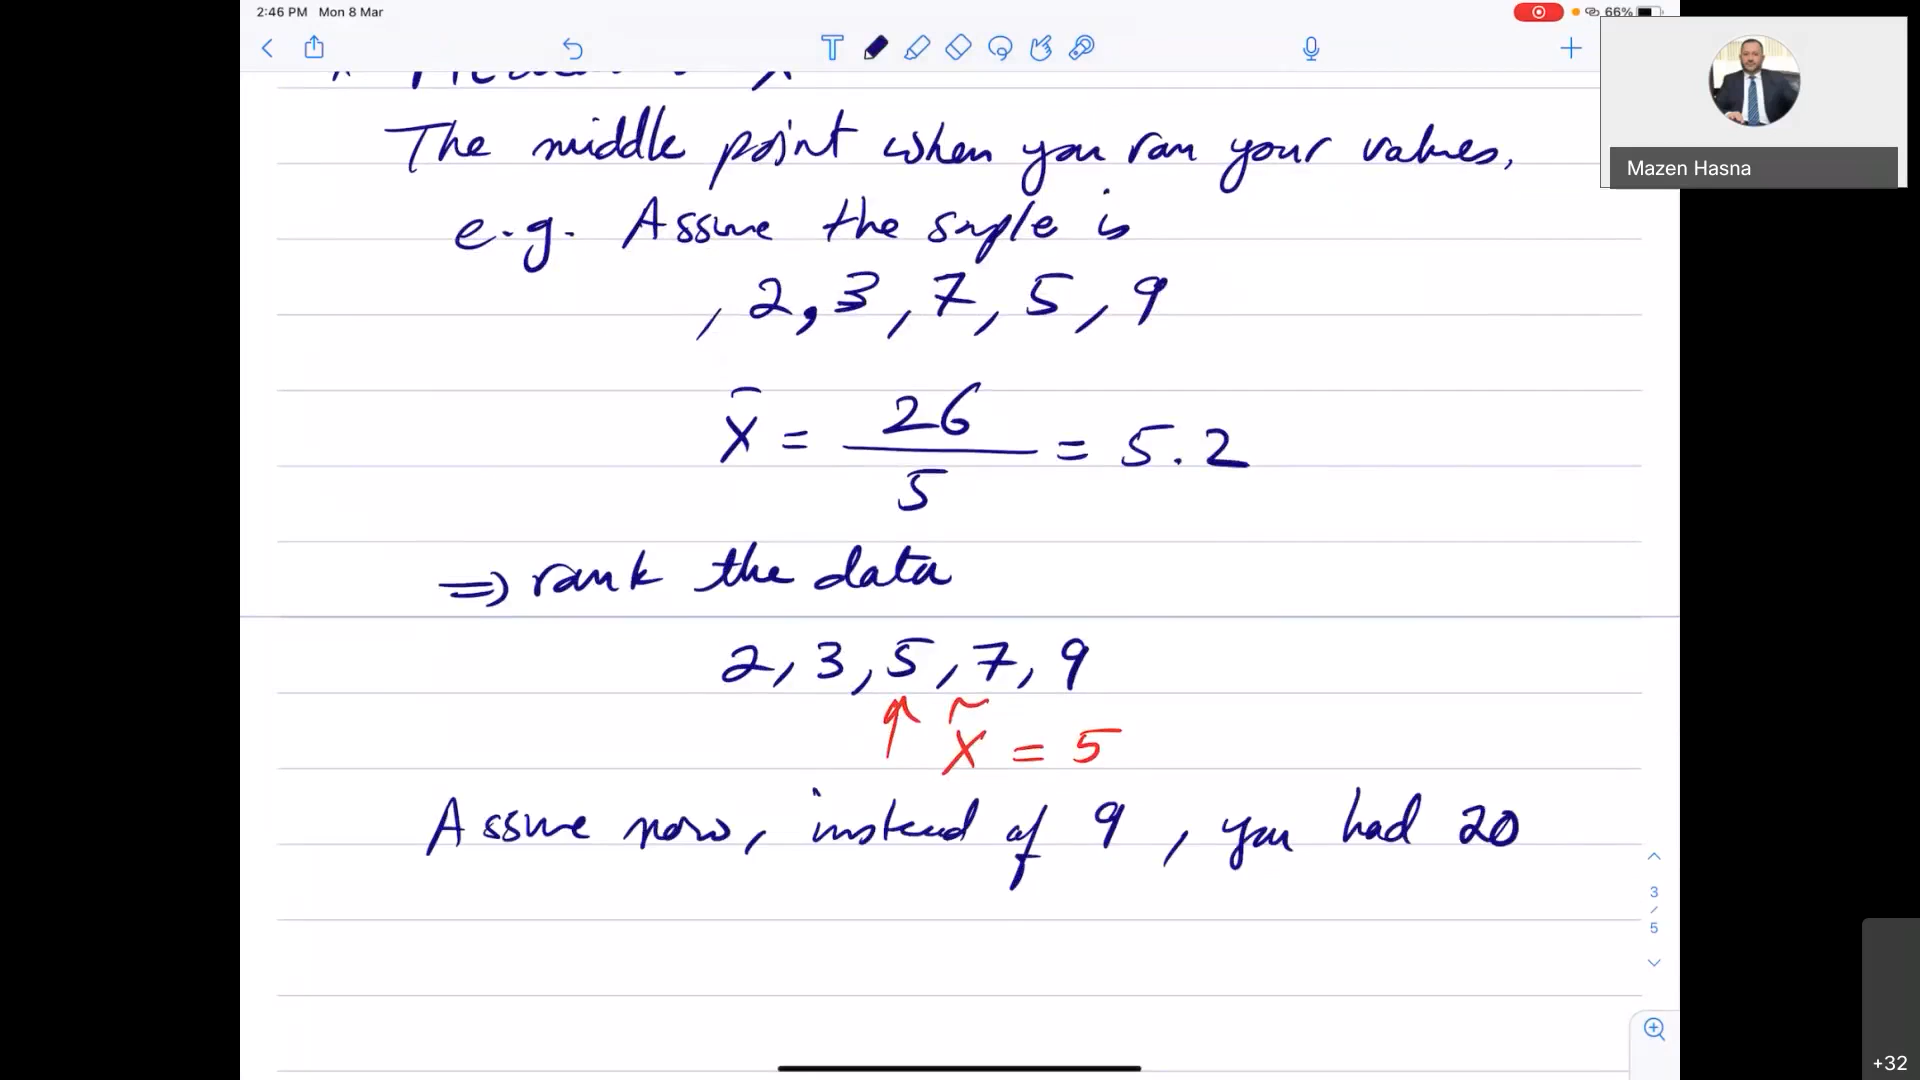 2:46 PM Mon 8 Mar
66%
Mazen Hasna
The middle point when you ran your values,
e.g. Assume the sample is
, 2, 3, 7, 5, 9
X̄ = 26/5 = 5.2
⇒ rank the data
2, 3, 5, 7, 9
↑ X̃ = 5
Assume now, instead of 9, you had 20
3
/
5
+32